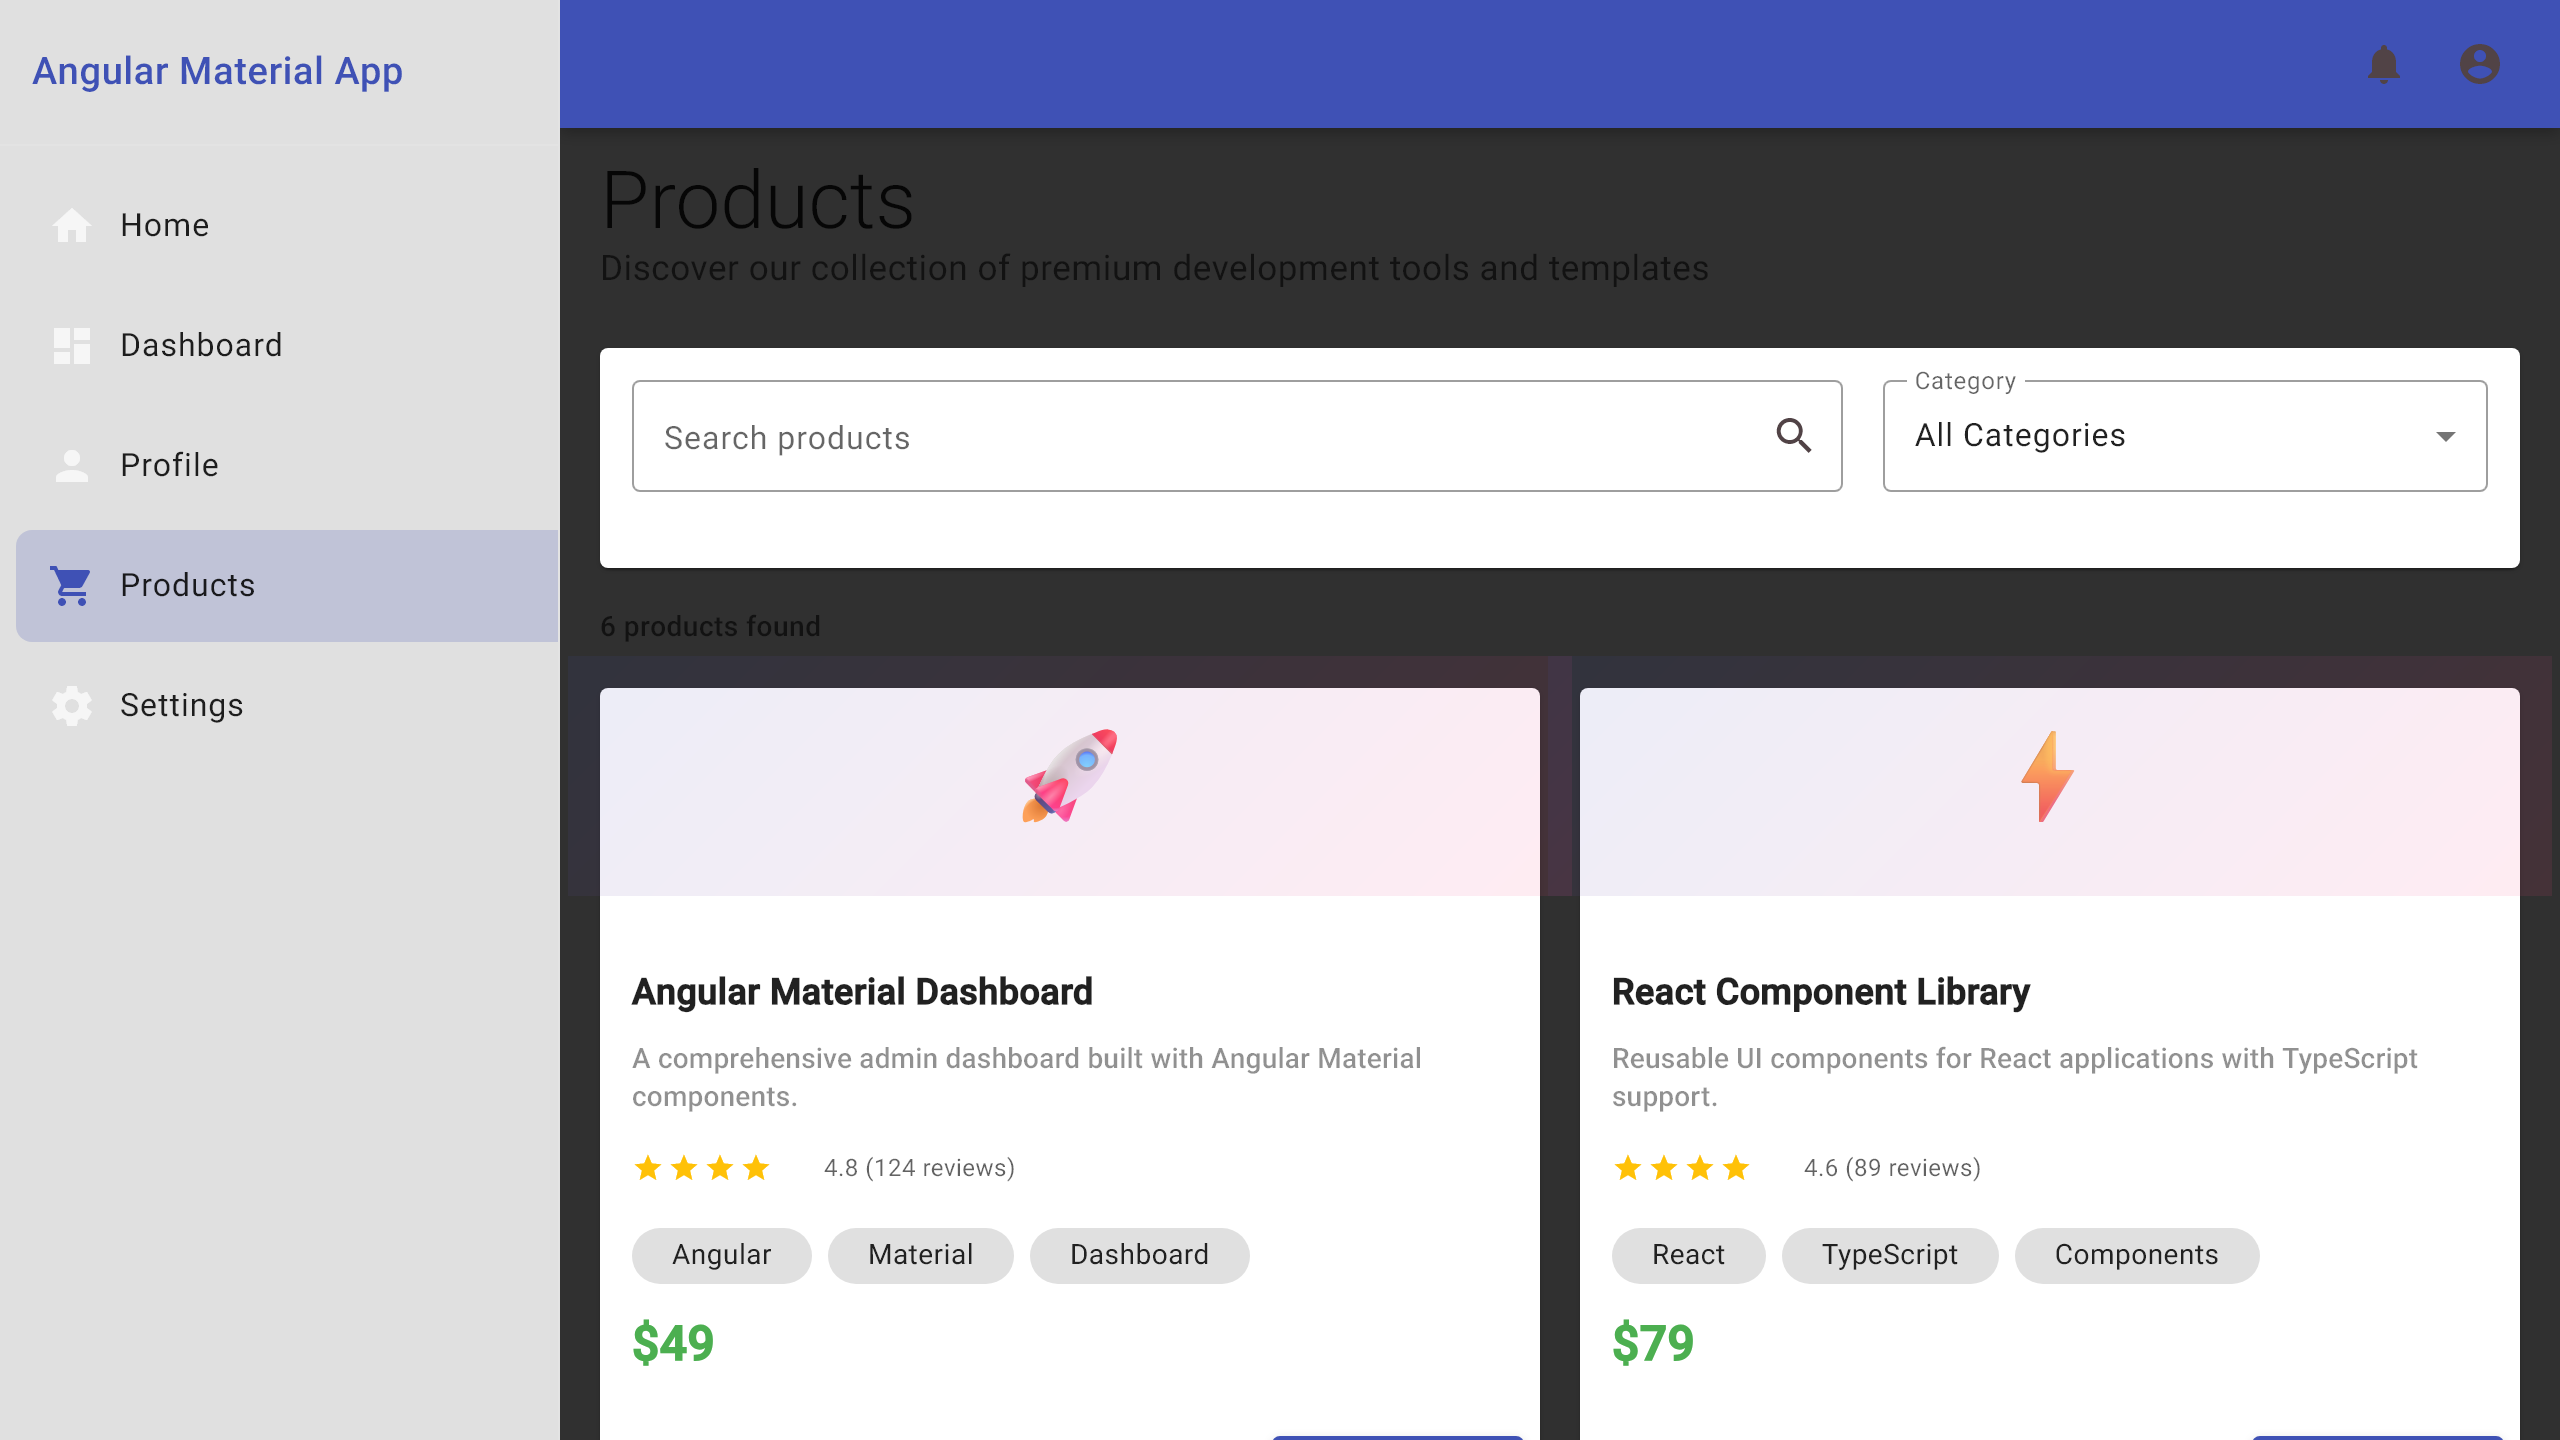 Angular Material App
Home
Dashboard
Profile
Products
Settings
Products
Discover our collection of premium development tools and templates
Search products
Category
All Categories
6 products found
Angular Material Dashboard
A comprehensive admin dashboard built with Angular Material
components.
4.8 (124 reviews)
Angular
Material
Dashboard
$49
React Component Library
Reusable UI components for React applications with TypeScript
support.
4.6 (89 reviews)
React
TypeScript
Components
$79